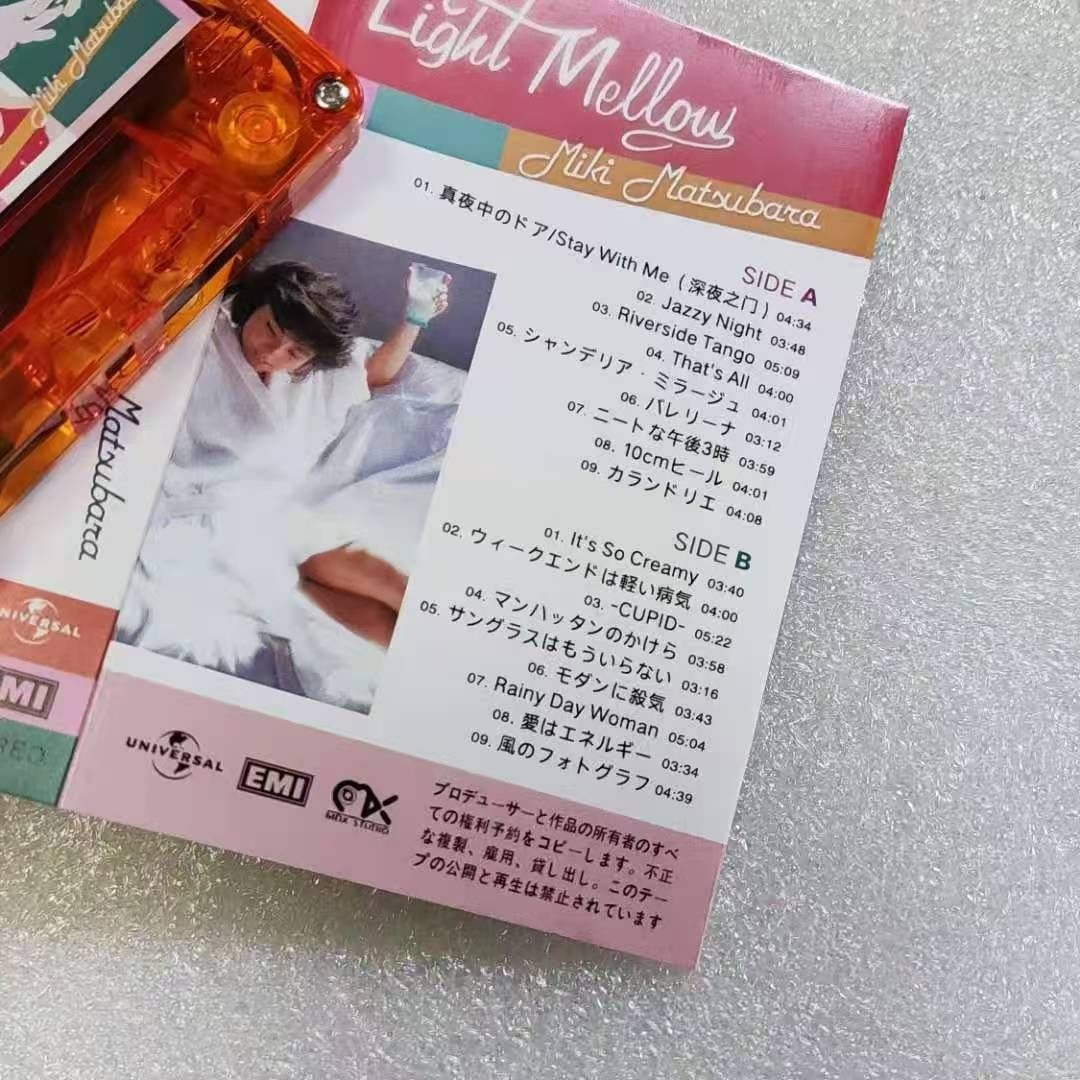 Miki Matsubara
Light Mellow
Miki Matsubara
SIDE A
01. 真夜中のドア/Stay With Me (深夜之门) 04:34
02. Jazzy Night 03:48
03. Riverside Tango 05:09
04. That's All 04:00
05. シャンデリア・ミラージュ 04:01
06. バレリーナ 03:12
07. ニートな午後3時 03:59
08. 10cmヒール 04:01
09. カランドリエ 04:08
SIDE B
01. It's So Creamy 03:40
02. ウィークエンドは軽い病気 04:00
03. -CUPID- 05:22
04. マンハッタンのかけら 03:58
05. サングラスはもういらない 03:16
06. モダンに殺気 03:43
07. Rainy Day Woman 05:04
08. 愛はエネルギー 03:34
09. 風のフォトグラフ 04:39
Matsubara
UNIVERSAL
EMI
REO
UNIVERSAL
EMI
MDX STUDIO
プロデューサーと作品の所有者のすべ
ての権利予約をコピーします。不正
な複製、雇用、貸し出し。このテー
プの公開と再生は禁止されています